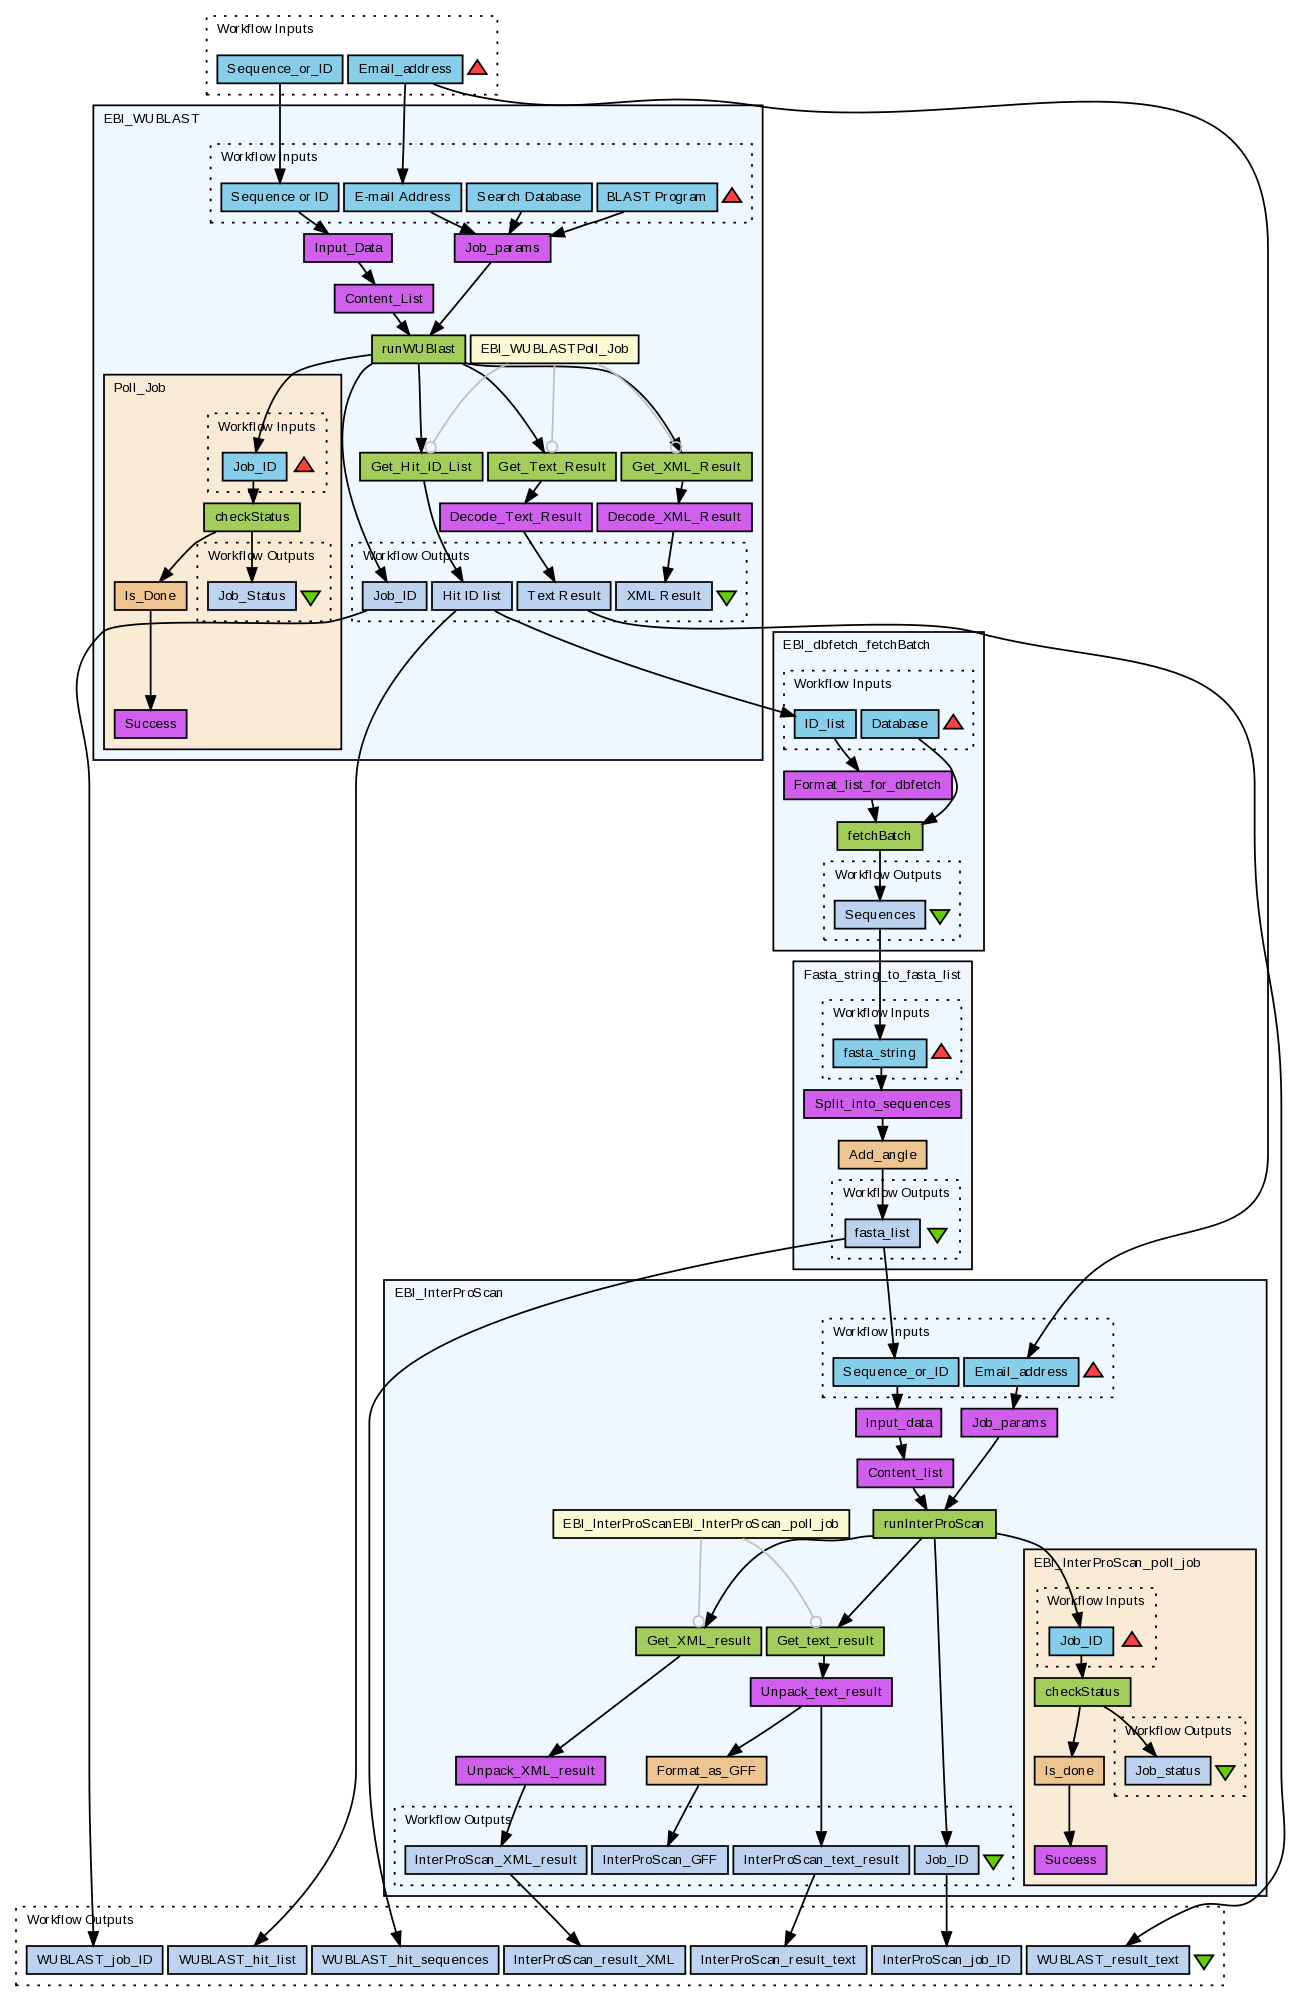 Workflow Inputs
Sequence_or_ID
Email_address
EBI_WUBLAST
Workflow Inputs
Sequence or ID
E-mail Address
Search Database
BLAST Program
Input_Data
Job_params
Content_List
runWUBlast
EBI_WUBLASTPoll_Job
Poll_Job
Workflow Inputs
Job_ID
Get_Hit_ID_List
Get_Text_Result
Get_XML_Result
checkStatus
Decode_Text_Result
Decode_XML_Result
Workflow Outputs
Workflow Outputs
Is_Done
Job_Status
Job_ID
Hit ID list
Text Result
XML Result
Success
EBI_dbfetch_fetchBatch
Workflow Inputs
ID_list
Database
Format_list_for_dbfetch
fetchBatch
Workflow Outputs
Sequences
Fasta_string_to_fasta_list
Workflow Inputs
fasta_string
Split_into_sequences
Add_angle
Workflow Outputs
fasta_list
EBI_InterProScan
Workflow Inputs
Sequence_or_ID
Email_address
Input_data
Job_params
Content_list
EBI_InterProScanEBI_InterProScan_poll_job
runInterProScan
EBI_InterProScan_poll_job
Workflow Inputs
Get_XML_result
Get_text_result
Job_ID
Unpack_text_result
checkStatus
Workflow Outputs
Unpack_XML_result
Format_as_GFF
Is_done
Job_status
Workflow Outputs
InterProScan_XML_result
InterProScan_GFF
InterProScan_text_result
Job_ID
Success
Workflow Outputs
WUBLAST_job_ID
WUBLAST_hit_list
WUBLAST_hit_sequences
InterProScan_result_XML
InterProScan_result_text
InterProScan_job_ID
WUBLAST_result_text